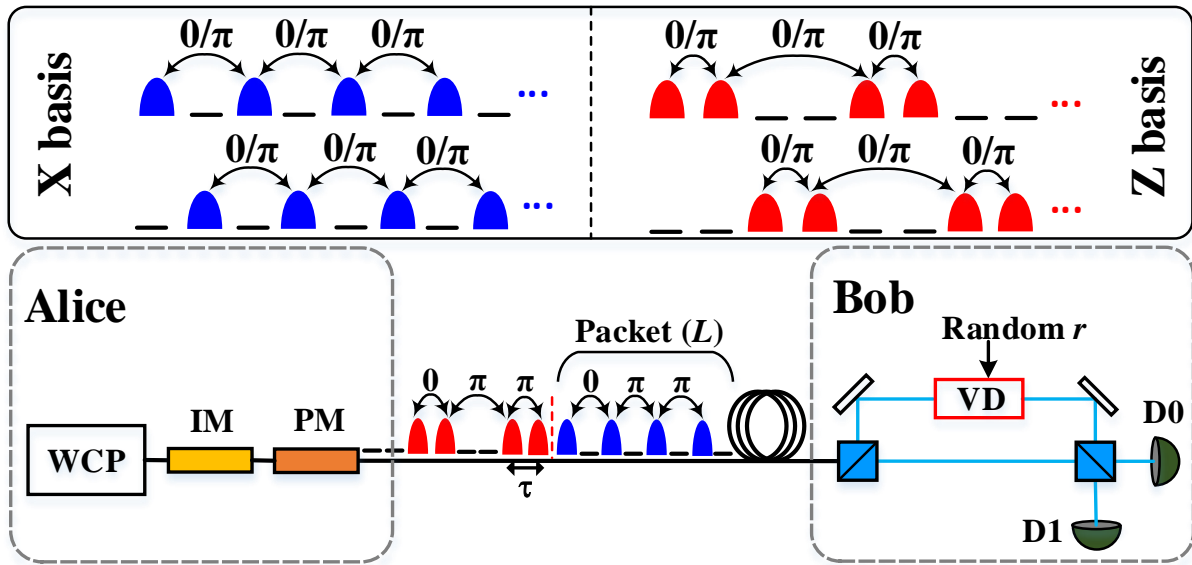 X basis
0/π 0/π 0/π
...
0/π 0/π 0/π
...
Z basis
0/π 0/π 0/π
...
0/π 0/π 0/π
...
Alice
WCP
IM
PM
0 π π
τ
Packet (L)
0 π π
Bob
Random r
VD
D0
D1